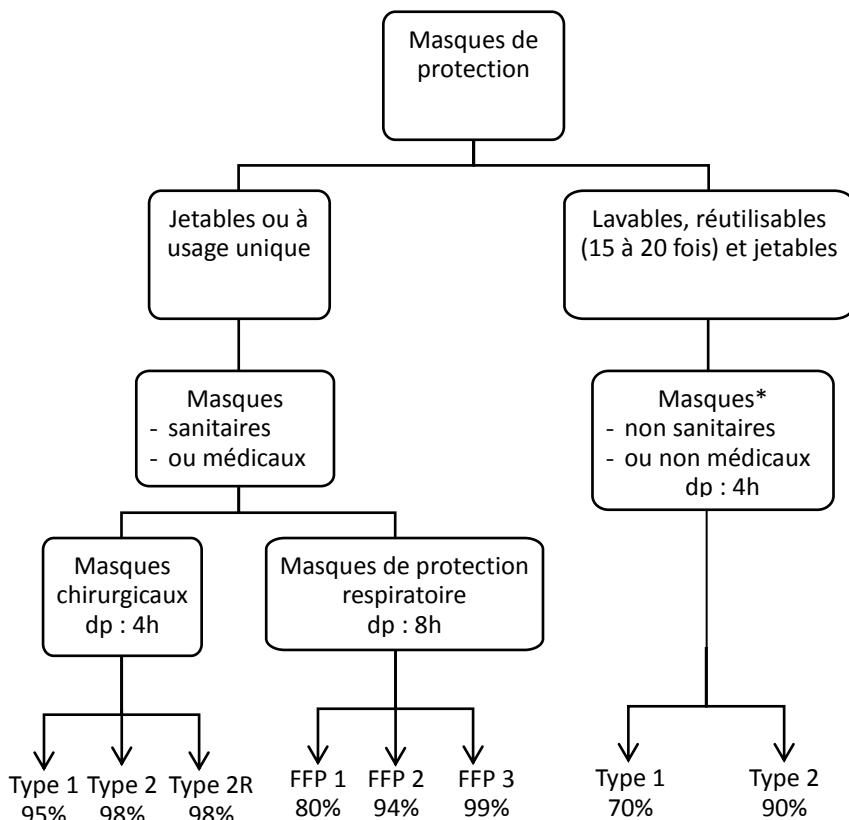 Masques de
protection
Jetables ou à
usage unique
Lavables, réutilisables
(15 à 20 fois) et jetables
Masques
- sanitaires
- ou médicaux
Masques*
- non sanitaires
- ou non médicaux
dp : 4h
Masques
chirurgicaux
dp : 4h
Masques de protection
respiratoire
dp : 8h
Type 1
95%
Type 2
98%
Type 2R
98%
FFP 1
80%
FFP 2
94%
FFP 3
99%
Type 1
70%
Type 2
90%